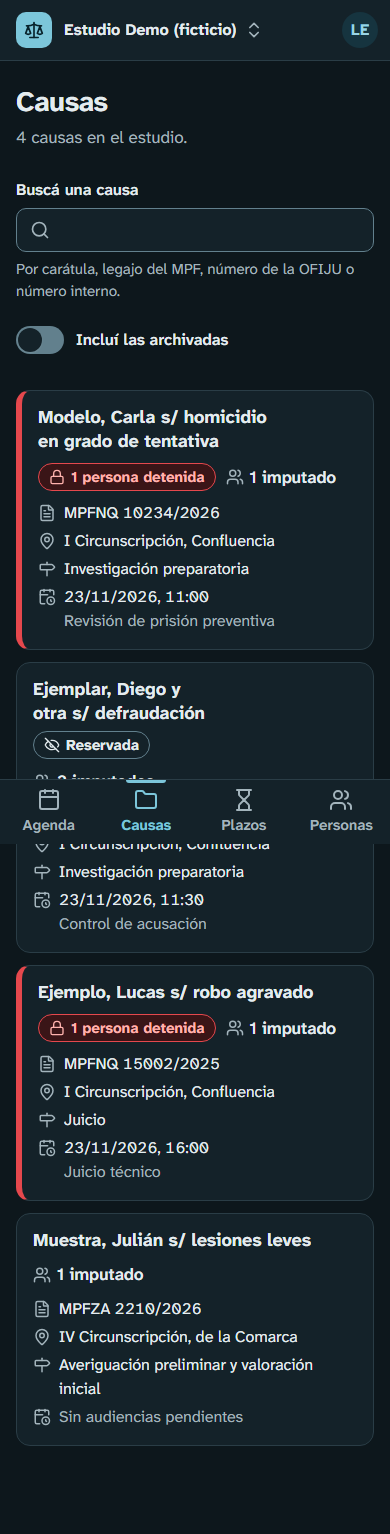 Estudio Demo (ficticio)
LE
Causas
4 causas en el estudio.
Buscá una causa
Por carátula, legajo del MPF, número de la OFIJU o
número interno.
Incluí las archivadas
Modelo, Carla s/ homicidio
en grado de tentativa
1 persona detenida
1 imputado
MPFNQ 10234/2026
I Circunscripción, Confluencia
Investigación preparatoria
23/11/2026, 11:00
Revisión de prisión preventiva
Ejemplar, Diego y
otra s/ defraudación
Reservada
Agenda
Causas
Plazos
Personas
I Circunscripción, Confluencia
Investigación preparatoria
23/11/2026, 11:30
Control de acusación
Ejemplo, Lucas s/ robo agravado
1 persona detenida
1 imputado
MPFNQ 15002/2025
I Circunscripción, Confluencia
Juicio
23/11/2026, 16:00
Juicio técnico
Muestra, Julián s/ lesiones leves
1 imputado
MPFZA 2210/2026
IV Circunscripción, de la Comarca
Averiguación preliminar y valoración
inicial
Sin audiencias pendientes